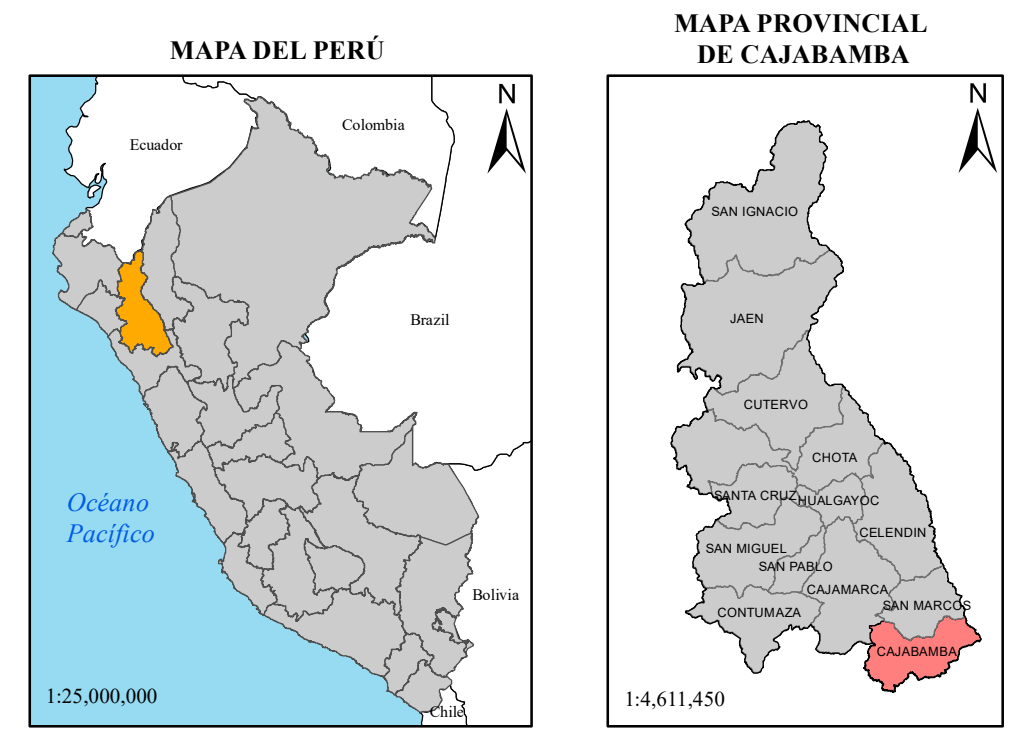 MAPA DEL PERÚ
N
Colombia
Ecuador
Brazil
Océano
Pacífico
Bolivia
1:25,000,000
Chile
MAPA PROVINCIAL
DE CAJABAMBA
N
SAN IGNACIO
JAEN
CUTERVO
CHOTA
SANTA CRUZ
HUALGAYOC
CELENDIN
SAN MIGUEL
SAN PABLO
CAJAMARCA
SAN MARCOS
CONTUMAZA
CAJABAMBA
1:4,611,450